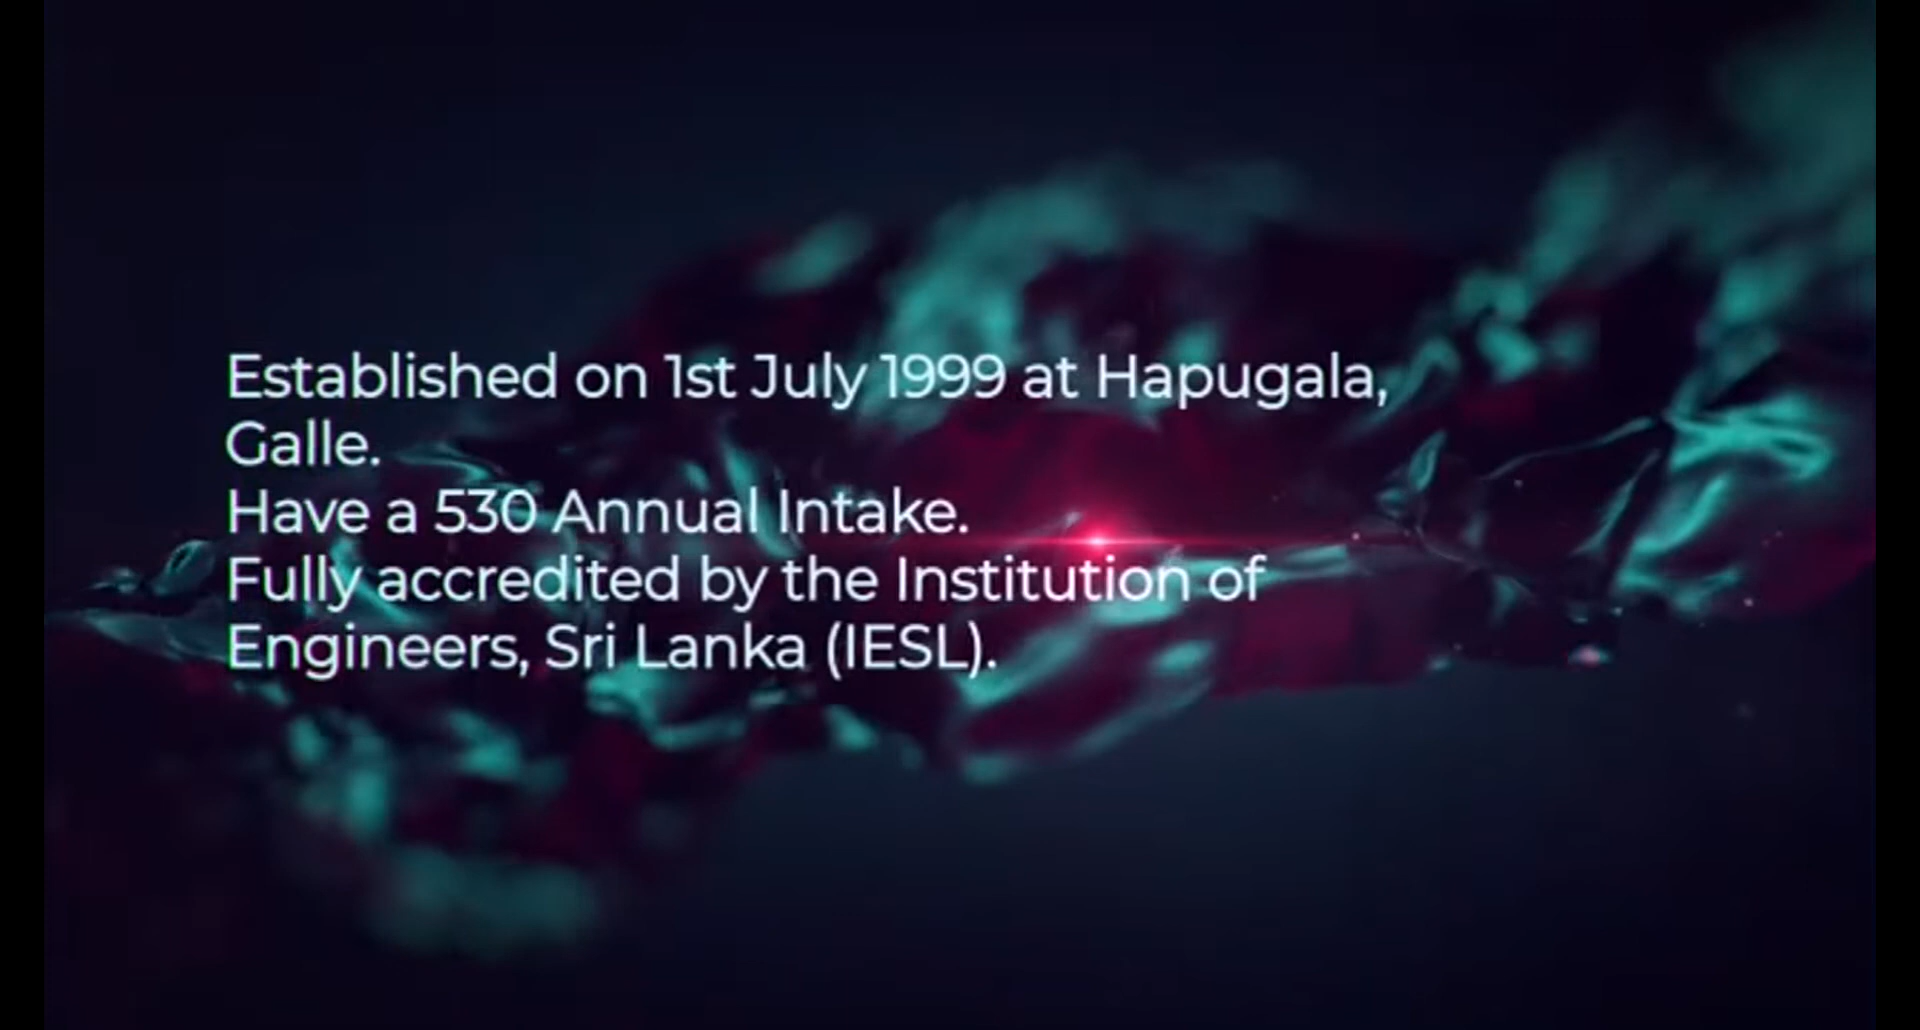 Established on 1st July 1999 at Hapugala,
Galle.
Have a 530 Annual Intake.
Fully accredited by the Institution of
Engineers, Sri Lanka (IESL).